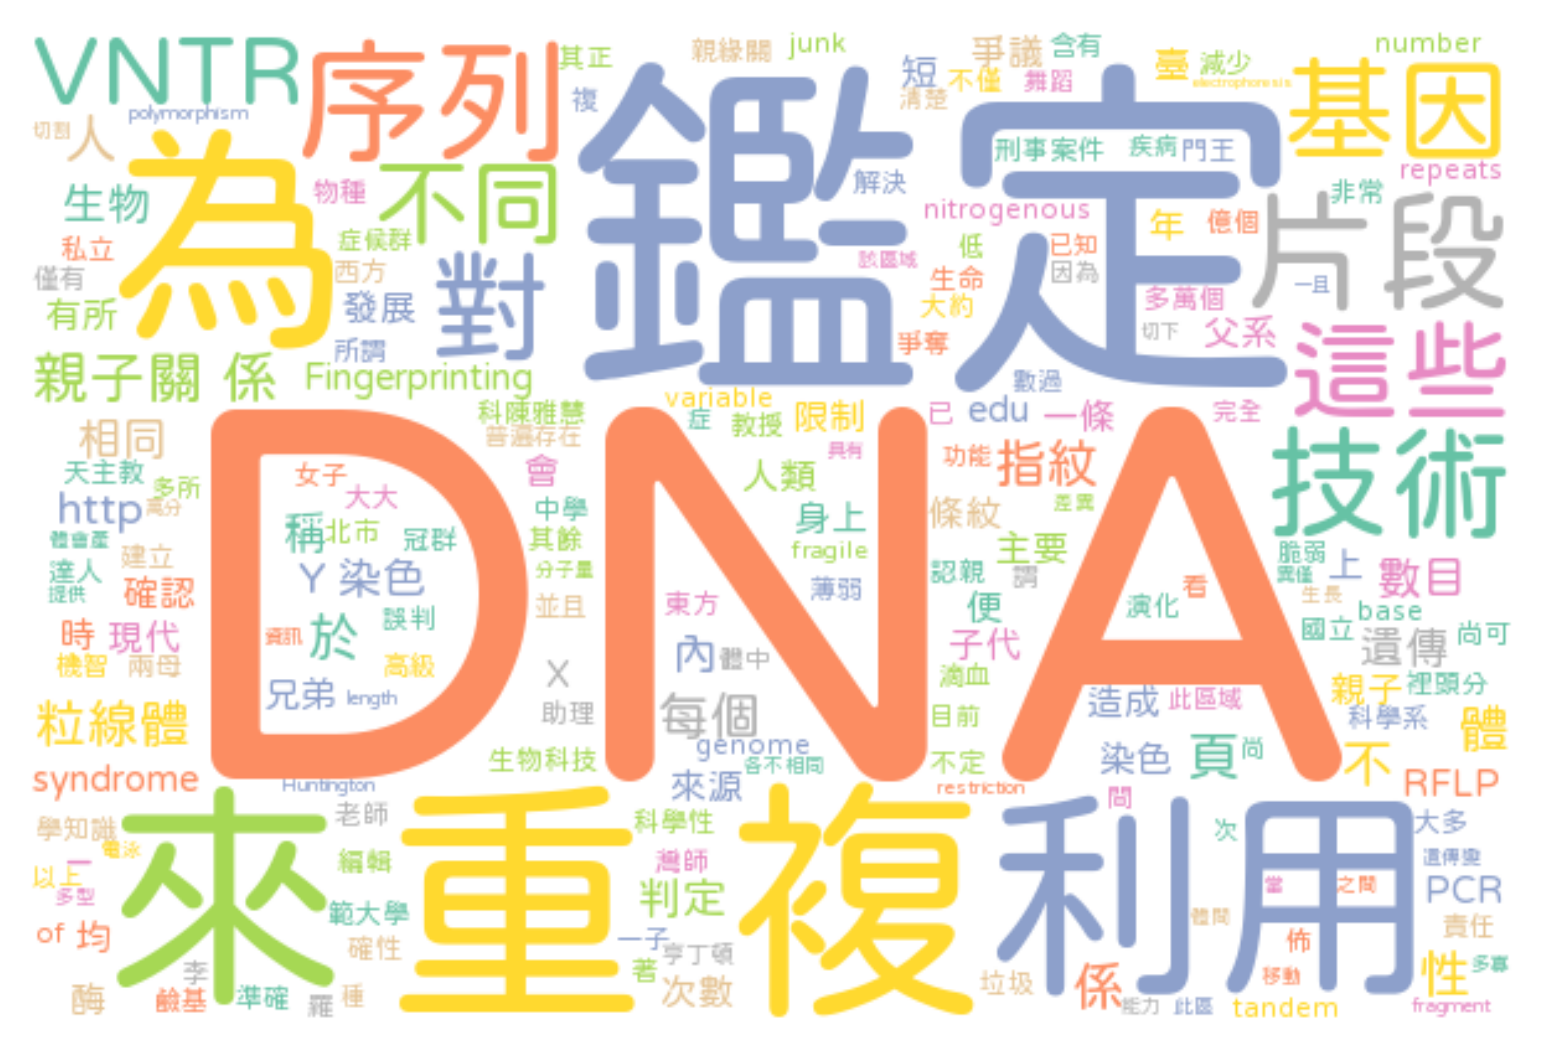 VNTR
序列
其正
親緣關
junk
爭議
含有
臺
減少
number
electrophoresis
短
不僅
舞蹈
清楚
複
polymorphism
切割
人
為
鑑定
基因
刑事案件
疾病
門王
repeats
生物
物種
不同
解決
非常
nitrogenous
年
億個
片段
私立
症候群
低
已知
該區域
僅有
西方
對
生命
因為
一旦
有所
發展
大約
多萬個
切下
父系
這些
所謂
爭奪
親子關 係
Fingerprinting
數過
variable
科陳雅慧
症
教授
限制
已
edu
一條
完全
相同
普遍存在
具有
技術
天主教
女子
會
人類
功能
指紋
多所
大大
http
萬分
中學
身上
條紋
差異
稱
北市
冠群
其餘
fragile
主要
體會產
建立
脆弱
達人
Y 染色
分子量
認親
謂
異僅
上
數目
提供
確認
薄弱
看
生長
DNA
並且
東方
便
演化
base
時
現代
資訊
於
誤判
國立
遺傳
尚可
機智
兩母
高級
X
內
體中
子代
滴血
兄弟
length
造成
此區域
親子
裡頭分
粒線體
助理
每個
目前
科學系
體
genome
生物科技
各不相同
不定
染色
頁
尚
不
syndrome
Huntington
來源
restriction
RFLP
問
來
重複
利用
學知識
老師
科學性
次
大多
電泳
編輯
灣師
遺傳變
以上
一
多型
當
之間
PCR
判定
範大學
體間
of
均
確性
一子
亨丁頓
佈
責任
李
著
移動
性
多寡
酶
鹼基
準確
羅
種
次數
垃圾
係
能力
此區
tandem
fragment